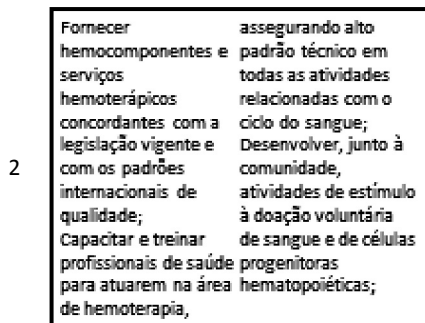 2
Fornecer
hemocomponentes e
serviços
hemoterápicos
concordantes com a
legislação vigente e
com os padrões
internacionais de
qualidade;
Capacitar e treinar
profissionais de saúde
para atuarem na área
de hemoterapia,
assegurando alto
padrão técnico em
todas as atividades
relacionadas com o
ciclo do sangue;
Desenvolver, junto à
comunidade,
atividades de estímulo
à doação voluntária
de sangue e de células
progenitoras
hematopoiéticas;